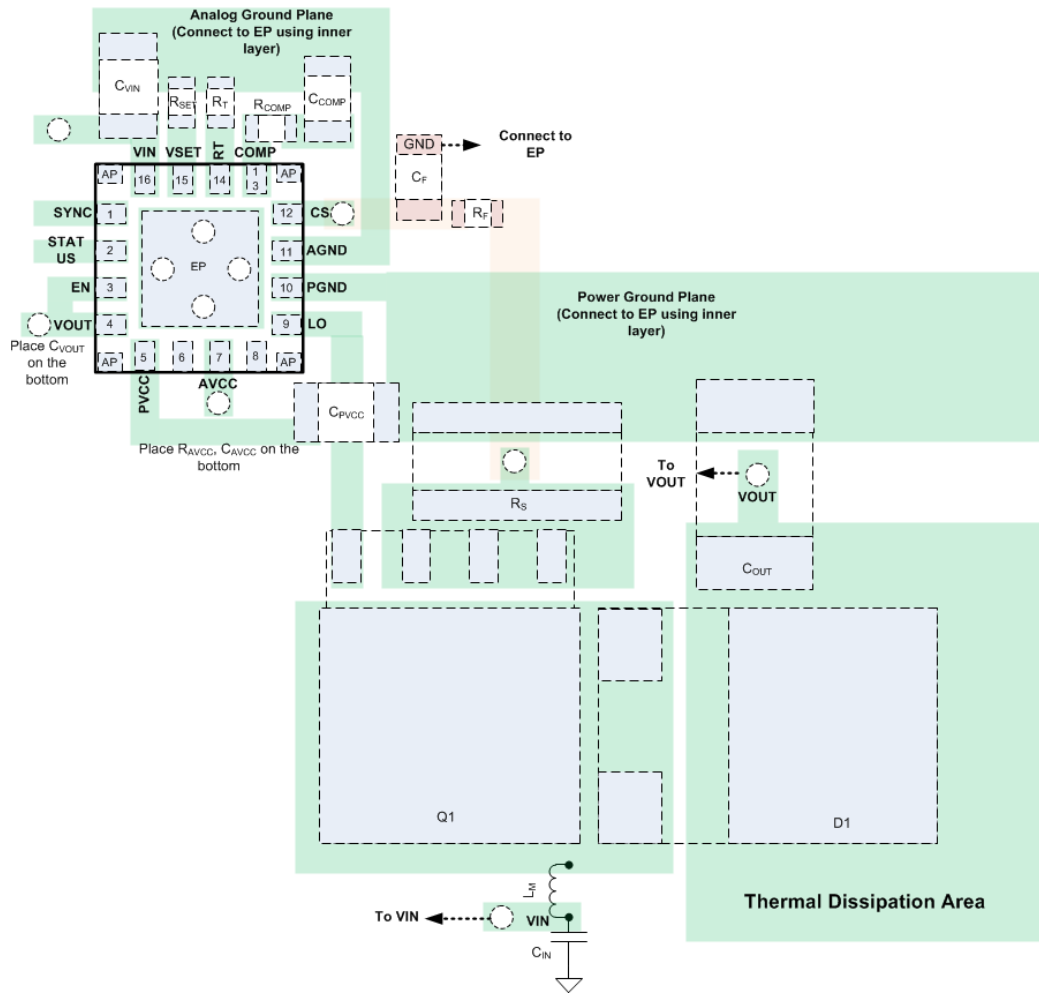 Analog Ground Plane
(Connect to EP using inner
layer)
CVIN
RSET
RT
RCOMP
CCOMP
GND
Connect to
EP
CF
RF
VIN
VSET
RT
COMP
AP
16
15
14
1
3
AP
SYNC
1
12
CS
STAT
US
2
11
AGND
EP
EN
3
10
PGND
VOUT
4
9
LO
Place CVOUT
on the
bottom
AP
5
6
7
8
AP
PVCC
AVCC
Power Ground Plane
(Connect to EP using inner
layer)
CPVCC
Place RAVCC, CAVCC on the
bottom
To
VOUT
VOUT
RS
COUT
Q1
D1
LM
To VIN
VIN
CIN
Thermal Dissipation Area